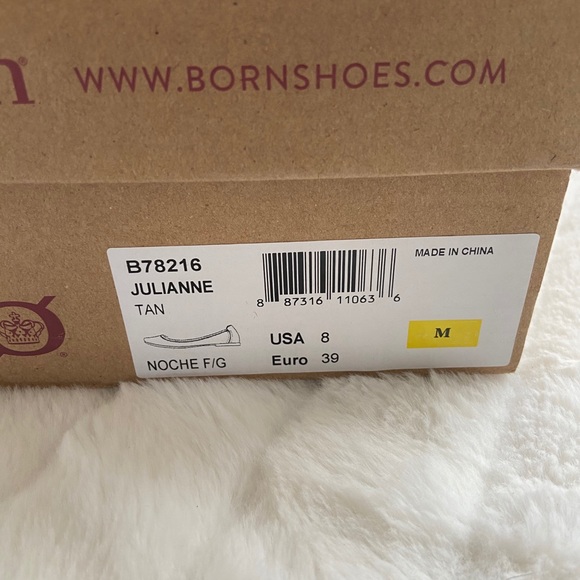 n® WWW.BORNSHOES.COM
B78216
JULIANNE
TAN
NOCHE F/G
8 87316 11063 6
USA 8
Euro 39
MADE IN CHINA
M
®